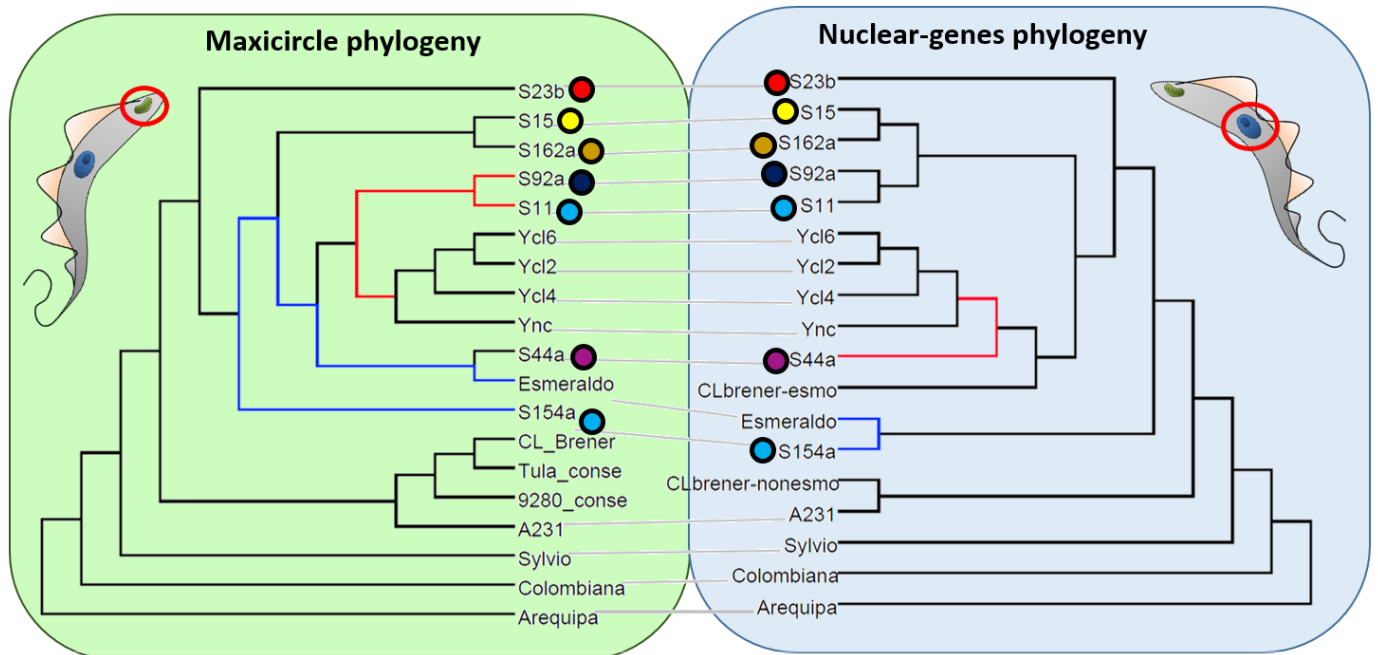 Maxicircle phylogeny
S23b
S15
S162a
S92a
S11
Ycl6
Ycl2
Ycl4
Ync
S44a
Esmeraldo
S154a
CL_Brener
Tula_conse
9280_conse
A231
Sylvio
Colombiana
Arequipa
Nuclear-genes phylogeny
S23b
S15
S162a
S92a
S11
Ycl6
Ycl2
Ycl4
Ync
S44a
CLbrener-esmo
Esmeraldo
S154a
CLbrener-nonesmo
A231
Sylvio
Colombiana
Arequipa